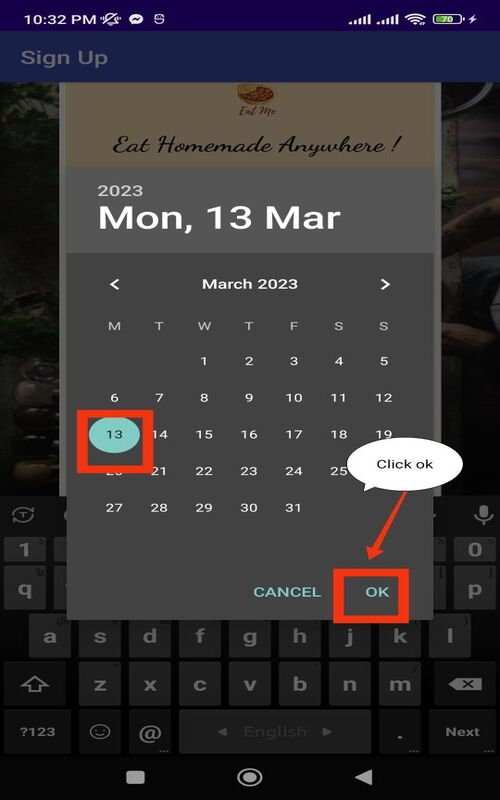 10:32 PM
70
Sign Up
Eat Me
Eat Homemade Anywhere !
2023
Mon, 13 Mar
March 2023
M T W T F S S
1 2 3 4 5
6 7 8 9 10 11 12
13 14 15 16 17 18 19
20 21 22 23 24 25
Click ok
27 28 29 30 31
CANCEL OK
1 0
q p
a s d f g h j k l
z x c v b n m
?123 @ English . Next